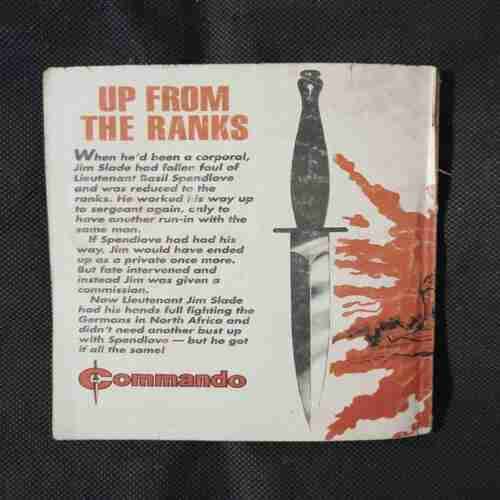 UP FROM
THE RANKS
When he'd been a corporal,
Jim Slade had fallen foul of
Lieutenant Basil Spendlove
and was reduced to the
ranks. He worked his way up
to sergeant again, only to
have another run-in with the
same man.
If Spendlove had had his
way, Jim would have ended
up as a private once more.
But fate intervened and
instead Jim was given a
commission.
Now Lieutenant Jim Slade
had his hands full fighting the
Germans in North Africa and
didn't need another bust up
with Spendlove — but he got
it all the same!
Commando